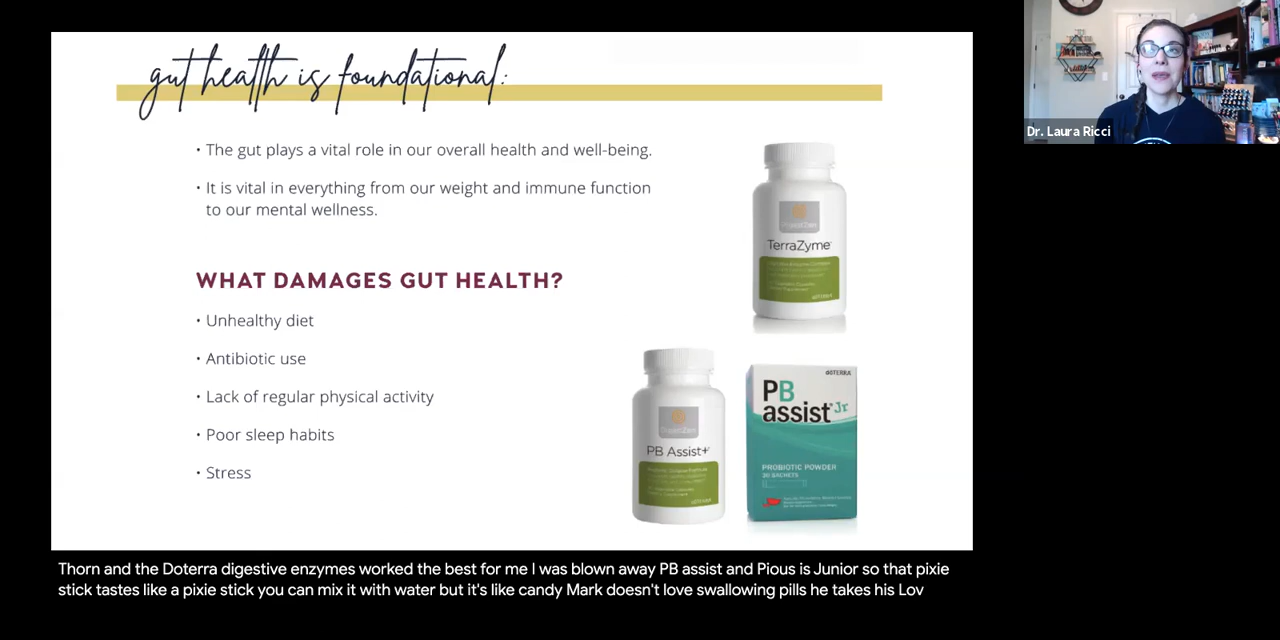 gut health is foundational:
• The gut plays a vital role in our overall health and well-being.
• It is vital in everything from our weight and immune function
to our mental wellness.
WHAT DAMAGES GUT HEALTH?
• Unhealthy diet
• Antibiotic use
• Lack of regular physical activity
• Poor sleep habits
• Stress
TerraZyme
PB Assist+
dōTERRA
PB
assist Jr
PROBIOTIC POWDER
30 SACHETS
Dr. Laura Ricci
Thorn and the Doterra digestive enzymes worked the best for me I was blown away PB assist and Pious is Junior so that pixie
stick tastes like a pixie stick you can mix it with water but it's like candy Mark doesn't love swallowing pills he takes his Lov